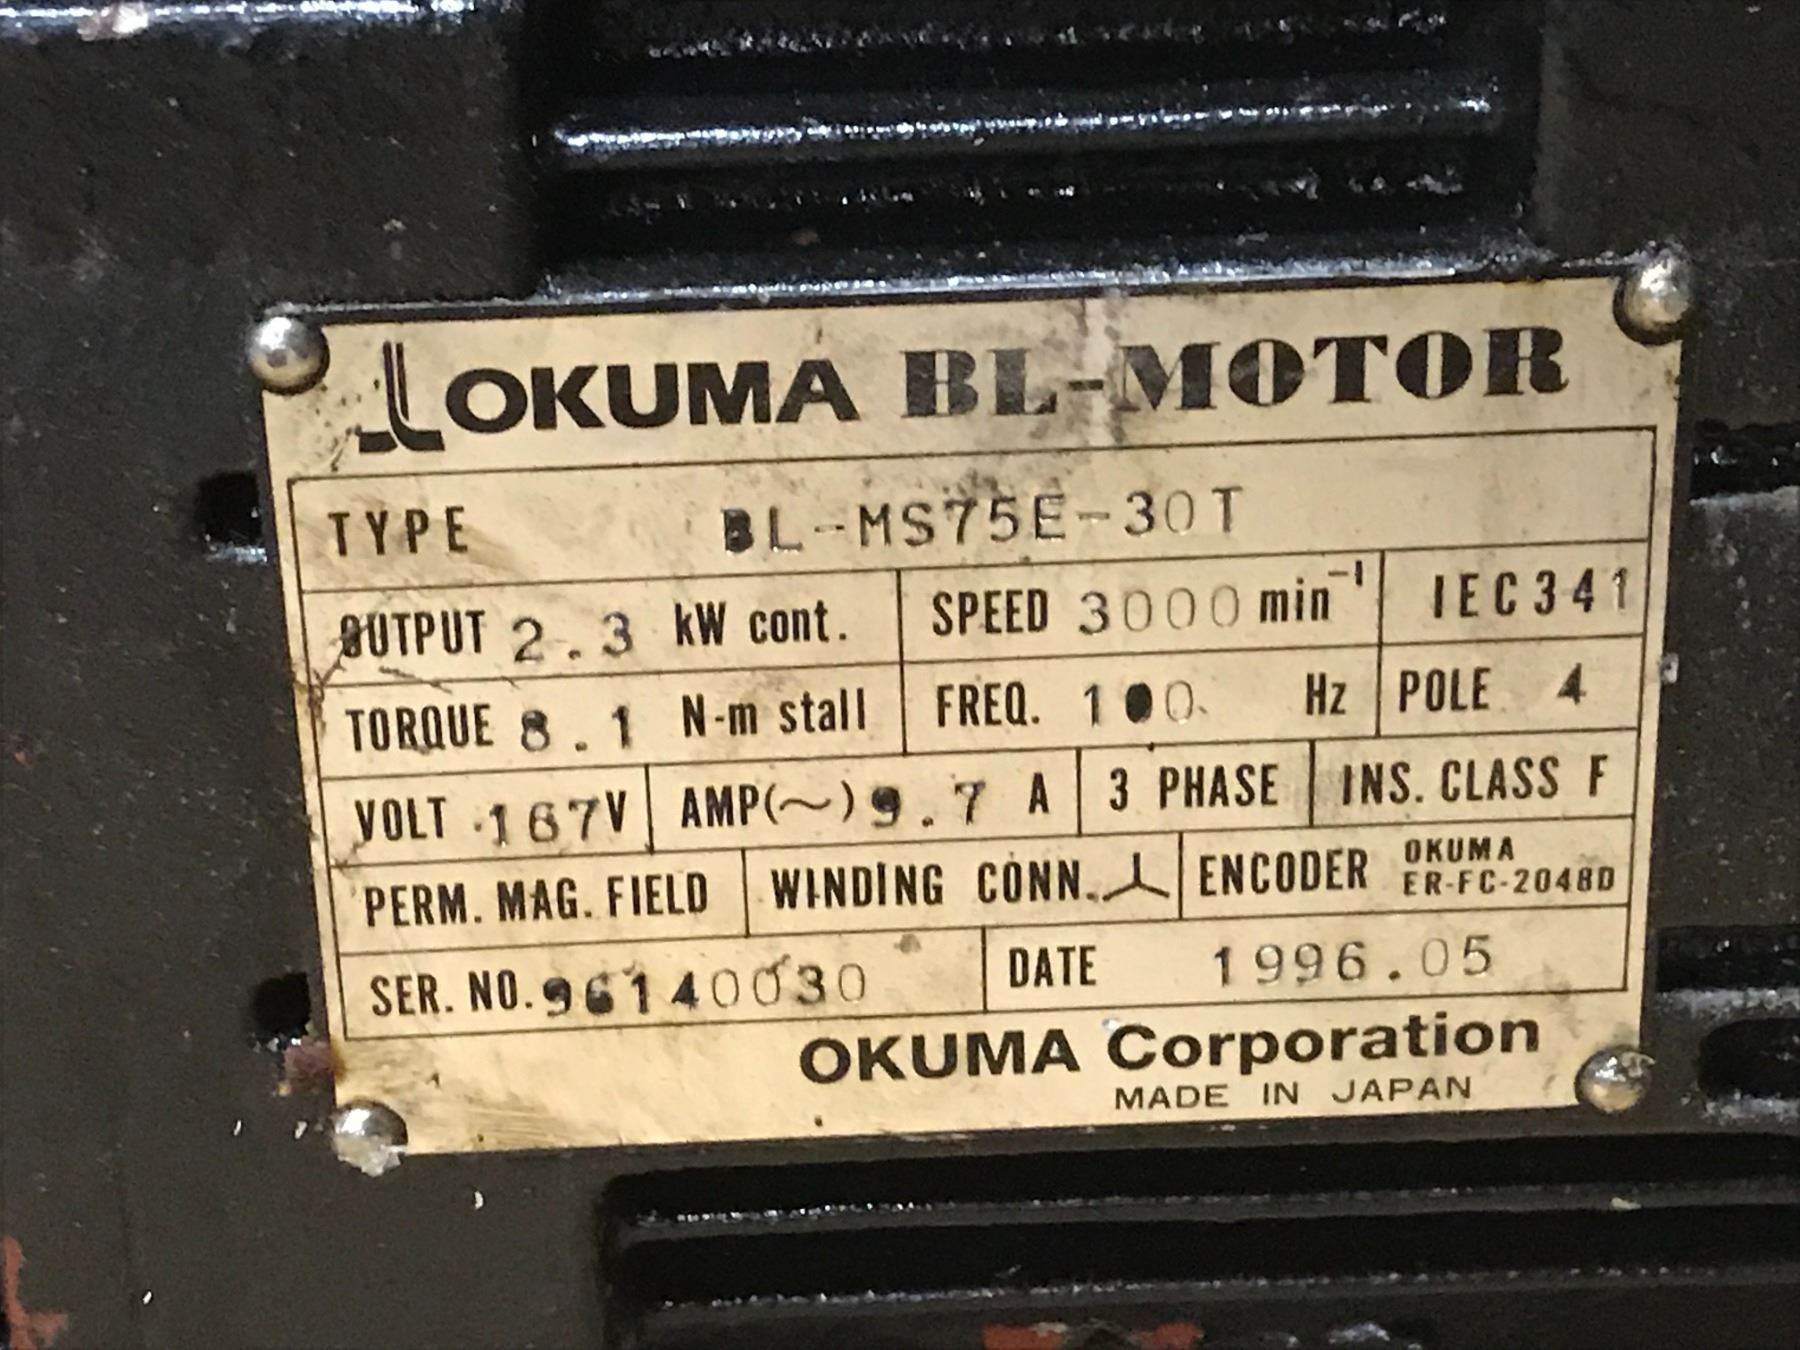 OKUMA BL-MOTOR
TYPE BL-MS75E-30T
OUTPUT 2.3 kW cont. SPEED 3000 min⁻¹ IEC341
TORQUE 8.1 N-m stall FREQ. 100 Hz POLE 4
VOLT 167V AMP(~)9.7 A 3 PHASE INS. CLASS F
PERM. MAG. FIELD WINDING CONN. ENCODER OKUMA
ER-FC-2048D
SER. NO. 96140030 DATE 1996.05
OKUMA Corporation
MADE IN JAPAN